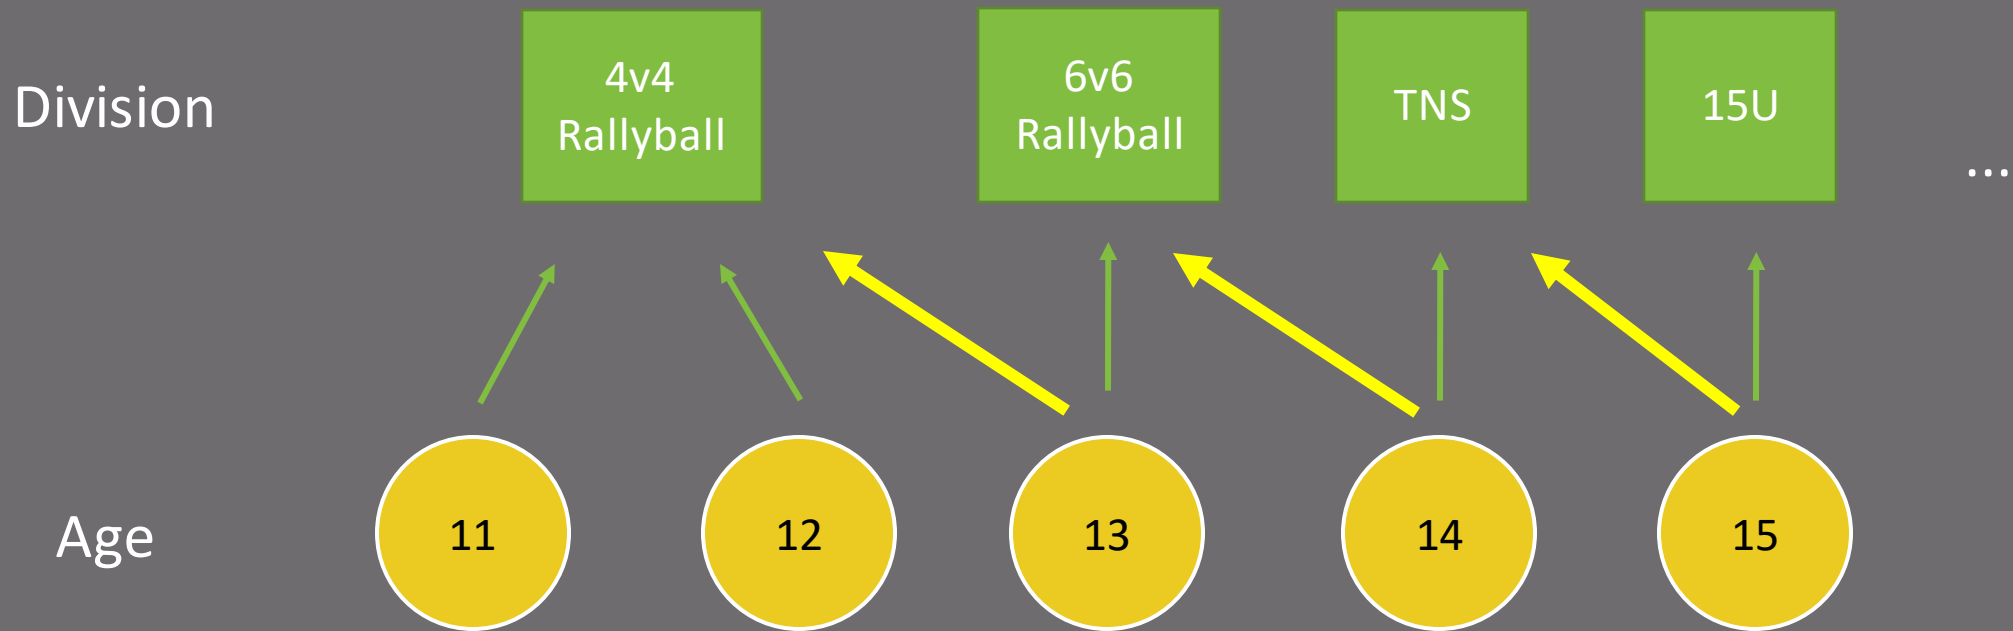 Division
4v4
Rallyball
6v6
Rallyball
TNS
15U
...
Age
11
12
13
14
15